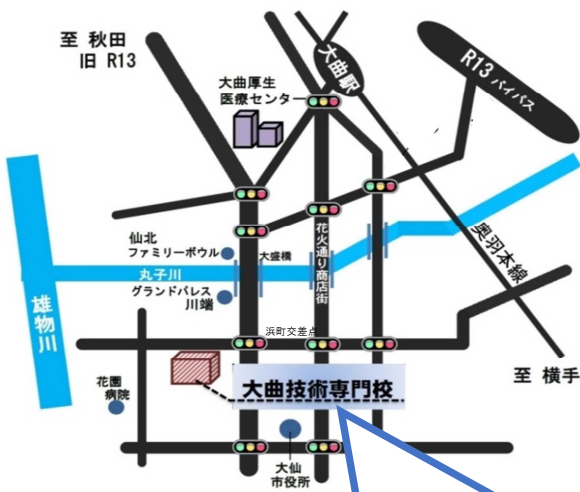 至 秋田
旧 R13
大曲駅
R13 バイパス
大曲厚生
医療センター
仙北
ファミリーボウル
大盛橋
花火通り商店街
奥羽本線
丸子川
グランドパレス
川端
雄物川
浜町交差点
至 横手
花園
病院
大曲技術専門校
大仙
市役所